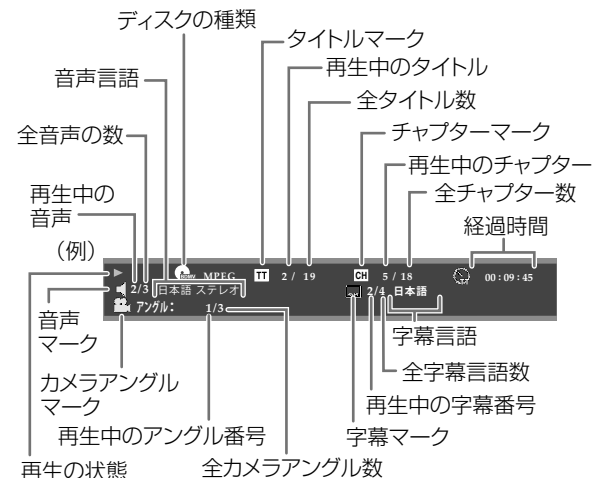 ディスクの種類
タイトルマーク
音声言語
再生中のタイトル
全タイトル数
全音声の数
チャプターマーク
再生中のチャプター
再生中の
音声
全チャプター数
経過時間
(例)
MPEG TT 2 / 19 CH 5 / 18 00:09:45
2/3 日本語 ステレオ 2/4 日本語
アングル: 1/3
音声
マーク
字幕言語
カメラアングル
マーク
全字幕言語数
再生中の字幕番号
再生中のアングル番号
字幕マーク
再生の状態
全カメラアングル数